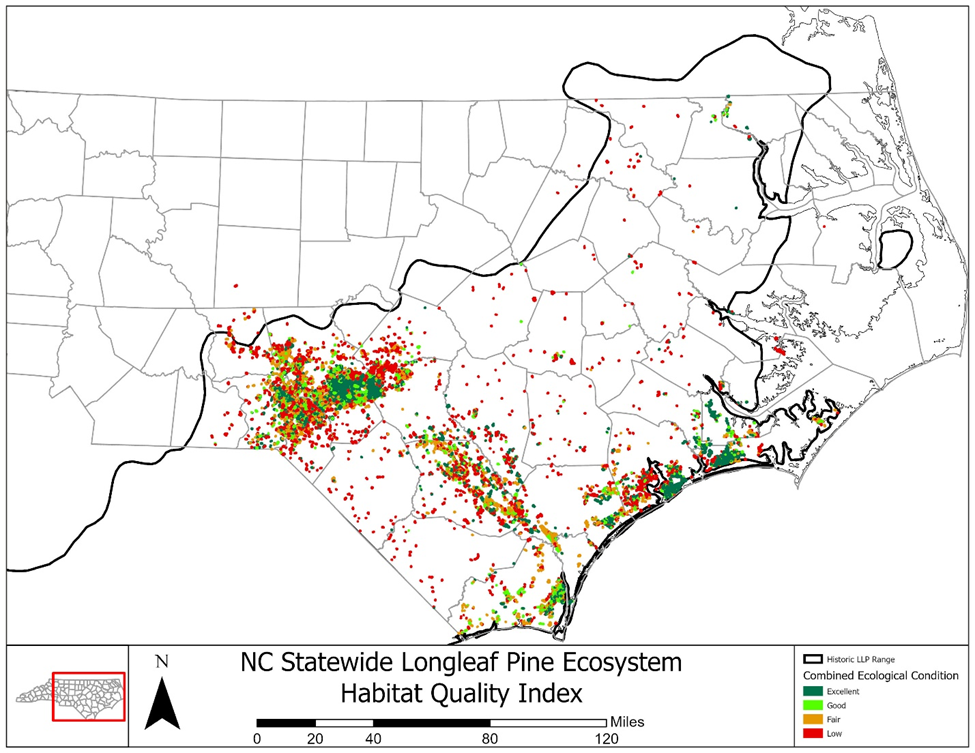 N
NC Statewide Longleaf Pine Ecosystem
Habitat Quality Index
Miles
0 20 40 80 120
Historic LLP Range
Combined Ecological Condition
Excellent
Good
Fair
Low